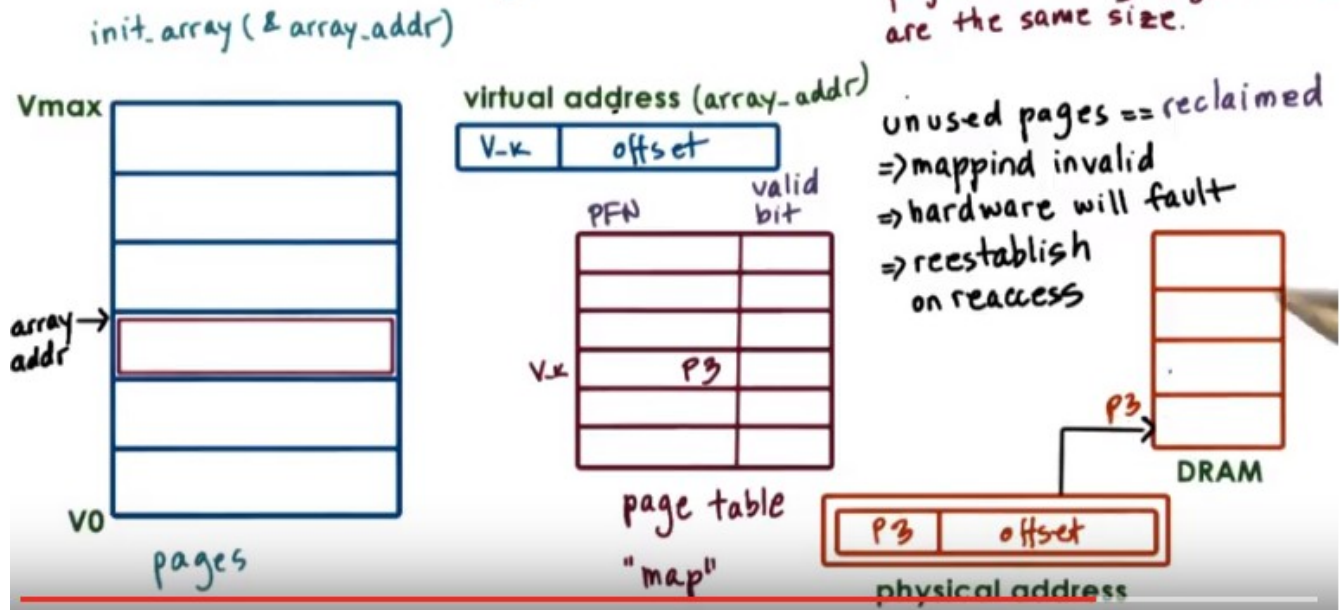 init_array (& array_addr)
are the same size.
Vmax
virtual address (array_addr)
V_k offset
unused pages == reclaimed
=> mappind invalid
=> hardware will fault
=> reestablish
on reaccess
PFN
valid
bit
array
addr
V_k P3
P3
DRAM
V0
pages
page table
"map"
P3 offset
physical address